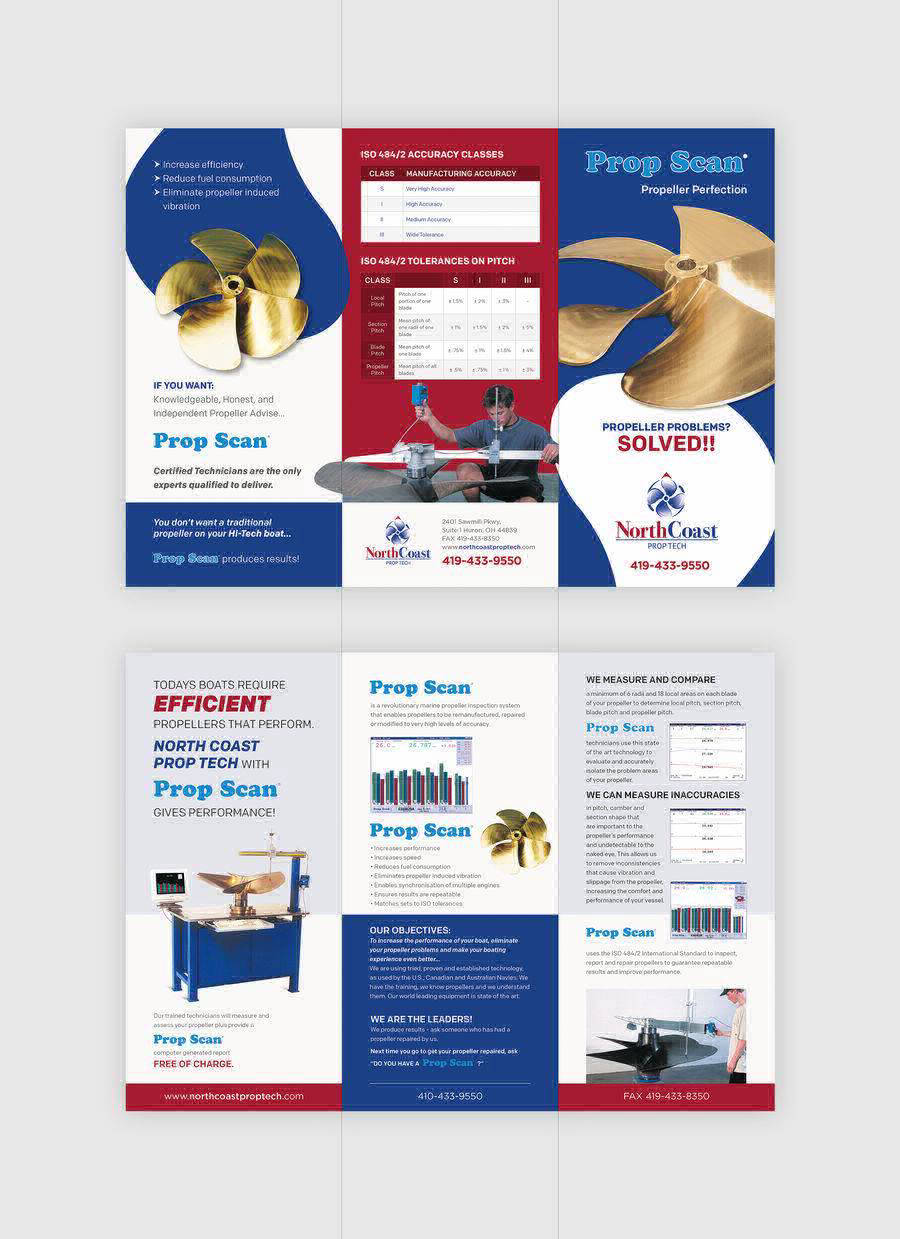 ➤ Increase efficiency
➤ Reduce fuel consumption
➤ Eliminate propeller induced
vibration
IF YOU WANT:
Knowledgeable, Honest, and
Independent Propeller Advise...
Prop Scan
Certified Technicians are the only
experts qualified to deliver.
You don't want a traditional
propeller on your HI-Tech boat...
Prop Scan produces results!
ISO 484/2 ACCURACY CLASSES
CLASS MANUFACTURING ACCURACY
S Very High Accuracy
I High Accuracy
II Medium Accuracy
III Wide Tolerance
ISO 484/2 TOLERANCES ON PITCH
CLASS S I II III
Local Pitch Pitch of one portion of one blade ± 1.5% ± 2% ± 3% -
Section Pitch Mean pitch of one radii of one blade ± 1% ± 1.5% ± 2% ± 5%
Blade Pitch Mean pitch of one blade ± .75% ± 1% ± 1.5% ± 4%
Propeller Pitch Mean pitch of all blades ± .5% ± .75% ± 1% ± 3%
NorthCoast
PROP TECH
2401 Sawmill Pkwy,
Suite 1 Huron, OH 44839
FAX 419-433-8350
www.northcoastproptech.com
419-433-9550
Prop Scan
Propeller Perfection
PROPELLER PROBLEMS?
SOLVED!!
NorthCoast
PROP TECH
419-433-9550
TODAYS BOATS REQUIRE
EFFICIENT
PROPELLERS THAT PERFORM.
NORTH COAST
PROP TECH WITH
Prop Scan
GIVES PERFORMANCE!
Our trained technicians will measure and
assess your propeller plus provide a
Prop Scan
computer generated report
FREE OF CHARGE.
www.northcoastproptech.com
Prop Scan
is a revolutionary marine propeller inspection system
that enables propellers to be remanufactured, repaired
or modified to very high levels of accuracy.
Prop Scan
• Increases performance
• Increases speed
• Reduces fuel consumption
• Eliminates propeller induced vibration
• Enables synchronisation of multiple engines
• Ensures results are repeatable
• Matches sets to ISO tolerances
OUR OBJECTIVES:
To increase the performance of your boat, eliminate
your propeller problems and make your boating
experience even better...
We are using tried, proven and established technology,
as used by the U.S., Canadian and Australian Navies. We
have the training, we know propellers and we understand
them. Our world leading equipment is state of the art.
WE ARE THE LEADERS!
We produce results - ask someone who has had a
propeller repaired by us.
Next time you go to get your propeller repaired, ask
"DO YOU HAVE A Prop Scan ?"
410-433-9550
WE MEASURE AND COMPARE
a minimum of 6 radii and 18 local areas on each blade
of your propeller to determine local pitch, section pitch,
blade pitch and propeller pitch.
Prop Scan
technicians use this state
of the art technology to
evaluate and accurately
isolate the problem areas
of your propeller.
WE CAN MEASURE INACCURACIES
in pitch, camber and
section shape that
are important to the
propeller's performance
and undetectable to the
naked eye. This allows us
to remove inconsistencies
that cause vibration and
slippage from the propeller,
increasing the comfort and
performance of your vessel.
Prop Scan
uses the ISO 484/2 International Standard to inspect,
report and repair propellers to guarantee repeatable
results and improve performance.
FAX 419-433-8350